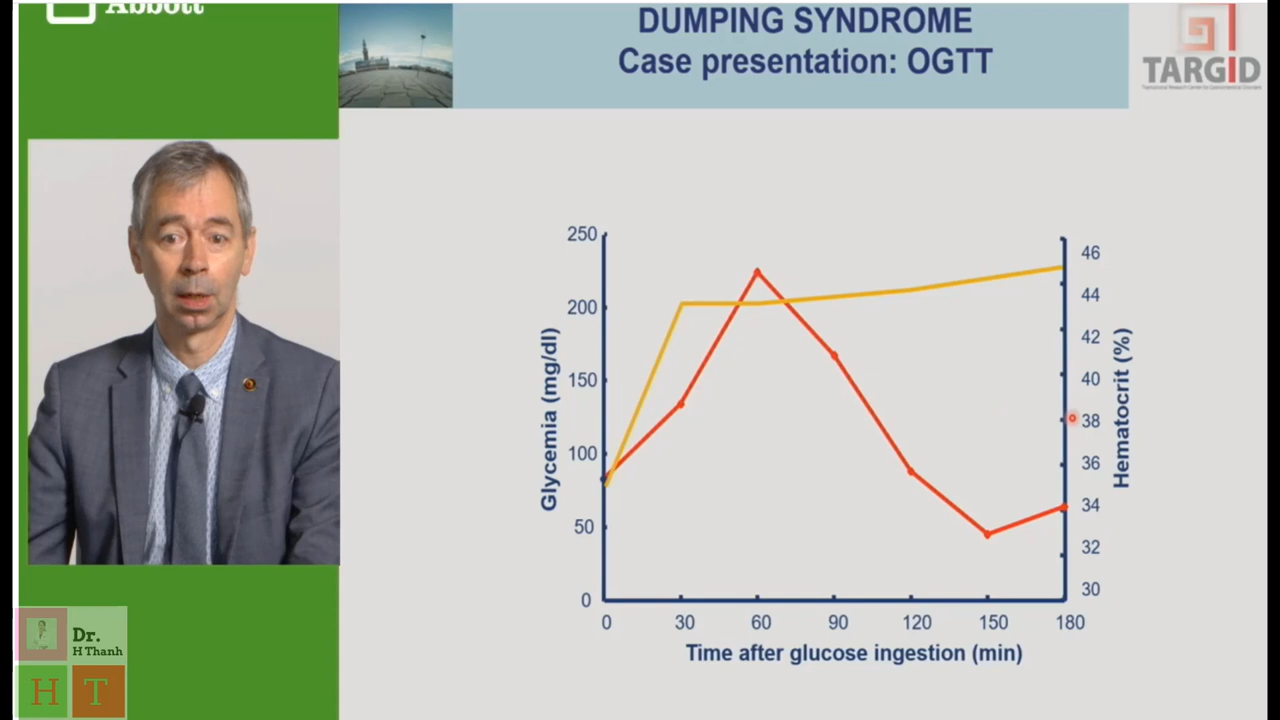 Abbott
DUMPING SYNDROME
Case presentation: OGTT
TARGID
250
200
150
100
50
0
Glycemia (mg/dl)
46
44
42
40
38
36
34
32
30
Hematocrit (%)
0 30 60 90 120 150 180
Time after glucose ingestion (min)
Dr.
H Thanh
H T